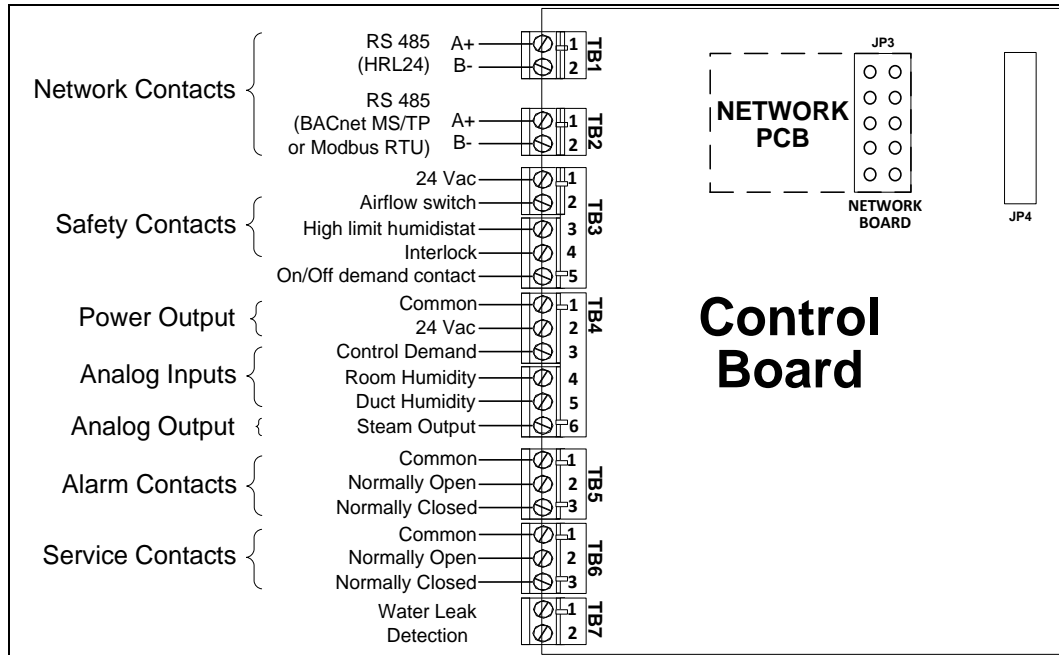 Network Contacts
RS 485 A+ 1
(HRL24) B- 2
TB1
RS 485
(BACnet MS/TP A+ 1
or Modbus RTU) B- 2
TB2
Safety Contacts
24 Vac 1
Airflow switch 2
High limit humidistat 3
Interlock 4
On/Off demand contact 5
TB3
Power Output
Common 1
24 Vac 2
Analog Inputs
Control Demand 3
Room Humidity 4
Duct Humidity 5
Analog Output
Steam Output 6
TB4
Alarm Contacts
Common 1
Normally Open 2
Normally Closed 3
TB5
Service Contacts
Common 1
Normally Open 2
Normally Closed 3
TB6
Water Leak 1
Detection 2
TB7
JP3
NETWORK
PCB
NETWORK
BOARD
JP4
Control
Board